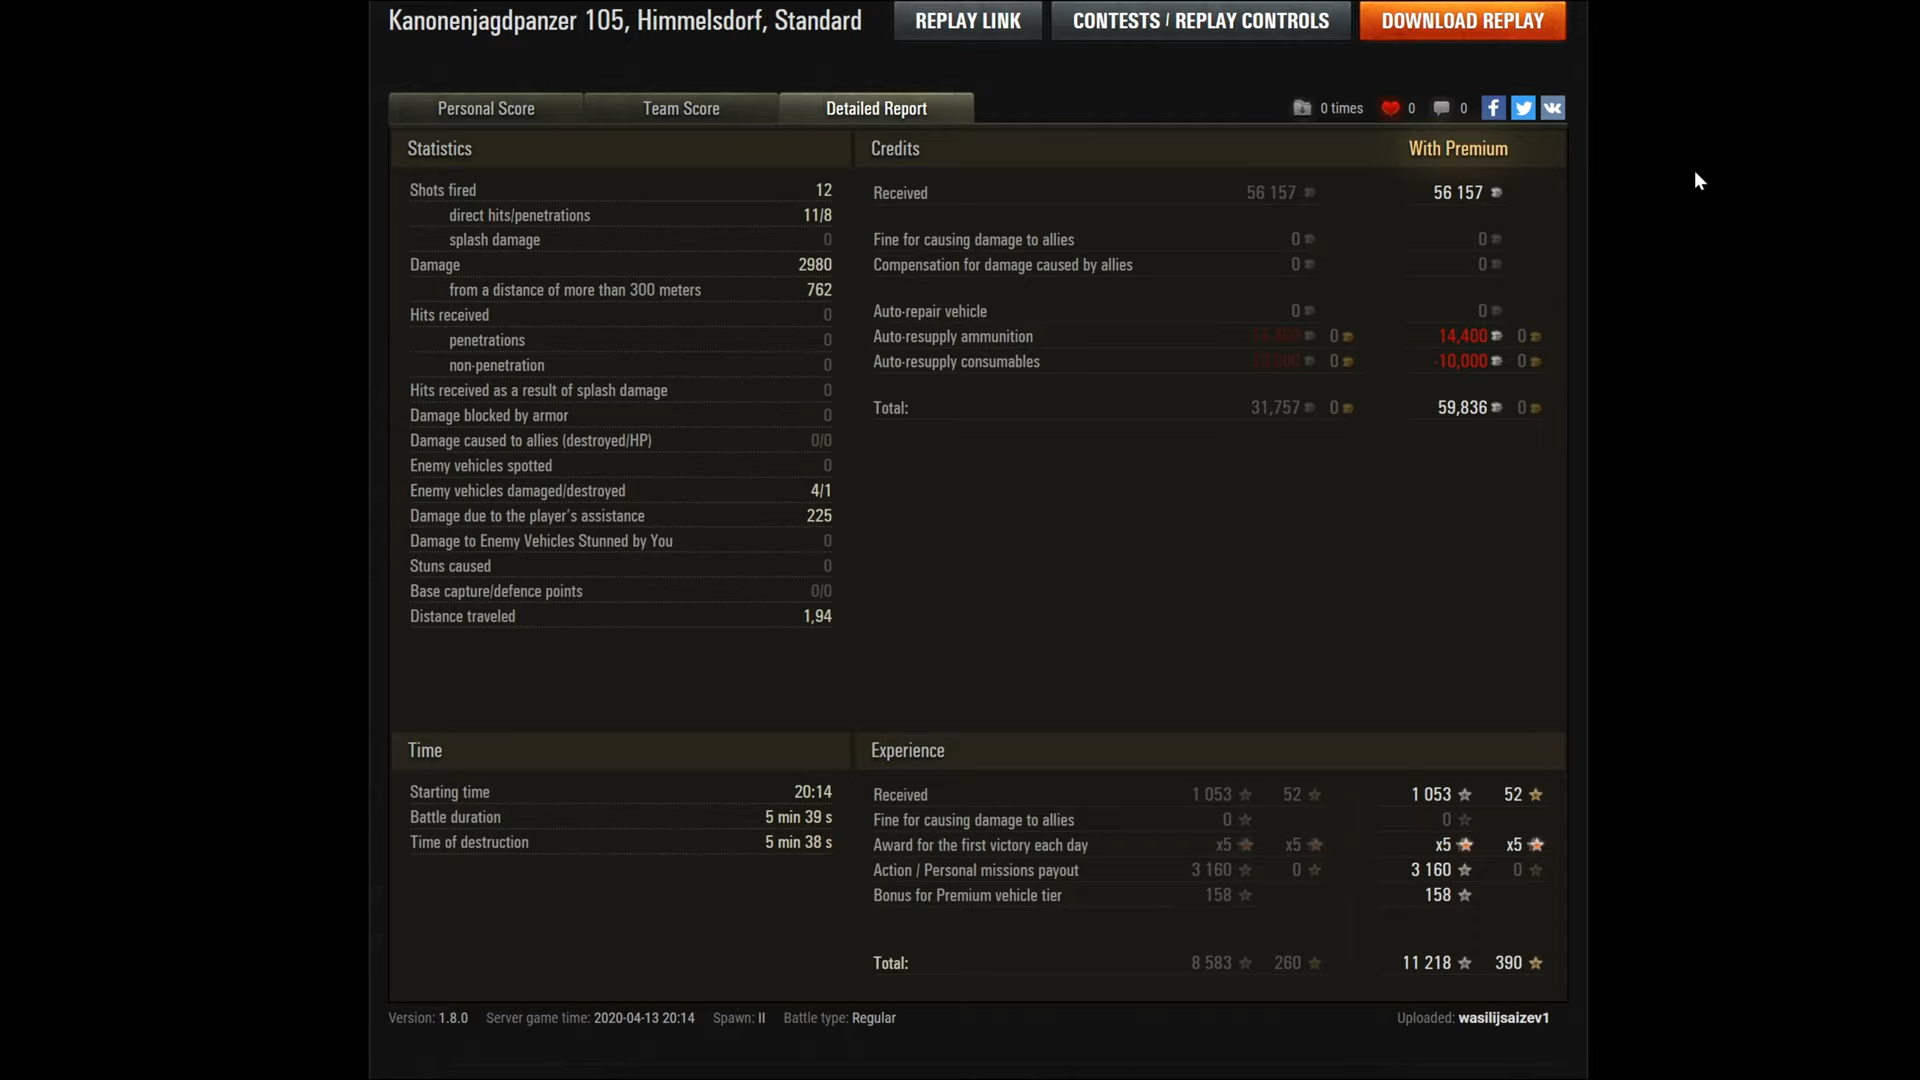 Kanonenjagdpanzer 105, Himmelsdorf, Standard
REPLAY LINK
CONTESTS / REPLAY CONTROLS
DOWNLOAD REPLAY
Personal Score
Team Score
Detailed Report
0 times
0
0
Statistics
Shots fired 12
direct hits/penetrations 11/8
splash damage 0
Damage 2980
from a distance of more than 300 meters 762
Hits received 0
penetrations 0
non-penetration 0
Hits received as a result of splash damage 0
Damage blocked by armor 0
Damage caused to allies (destroyed/HP) 0/0
Enemy vehicles spotted 0
Enemy vehicles damaged/destroyed 4/1
Damage due to the player's assistance 225
Damage to Enemy Vehicles Stunned by You 0
Stuns caused 0
Base capture/defence points 0/0
Distance traveled 1,94
Credits With Premium
Received 56 157 56 157
Fine for causing damage to allies 0 0
Compensation for damage caused by allies 0 0
Auto-repair vehicle 0 0
Auto-resupply ammunition 0 14,400 0
Auto-resupply consumables 0 -10,000 0
Total: 31,757 0 59,836 0
Time
Starting time 20:14
Battle duration 5 min 39 s
Time of destruction 5 min 38 s
Experience
Received 1 053 52 1 053 52
Fine for causing damage to allies 0 0
Award for the first victory each day x5 x5 x5 x5
Action / Personal missions payout 3 160 0 3 160 0
Bonus for Premium vehicle tier 158 158
Total: 8 583 260 11 218 390
Version: 1.8.0 Server game time: 2020-04-13 20:14 Spawn: II Battle type: Regular
Uploaded: wasilijsaizev1